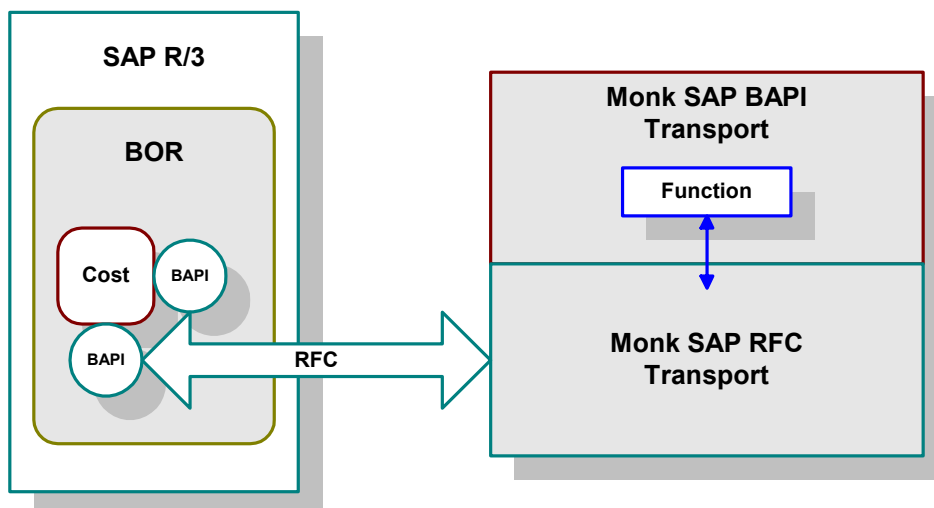 SAP R/3
BOR
Cost
BAPI
BAPI
RFC
Monk SAP BAPI
Transport
Function
Monk SAP RFC
Transport